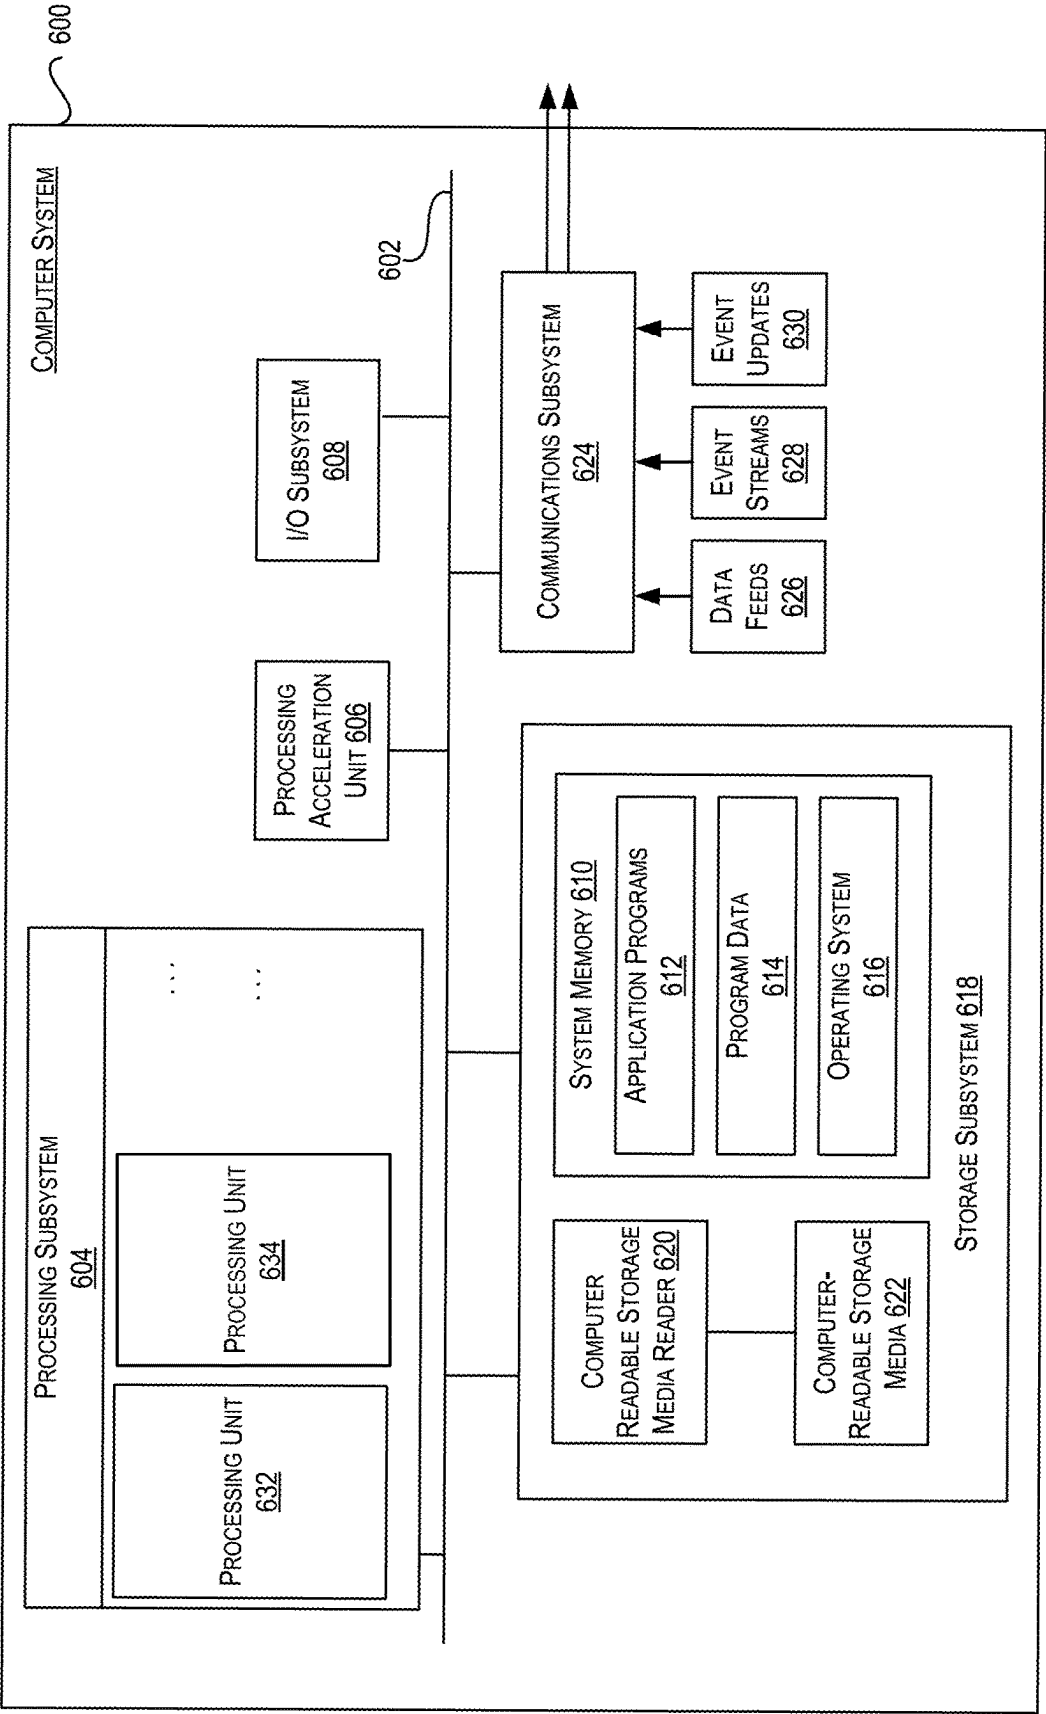 600
COMPUTER SYSTEM
PROCESSING SUBSYSTEM
604
PROCESSING UNIT
632
PROCESSING UNIT
634
...
...
PROCESSING
ACCELERATION
UNIT 606
I/O SUBSYSTEM
608
602
COMPUTER
READABLE STORAGE
MEDIA READER 620
COMPUTER-
READABLE STORAGE
MEDIA 622
SYSTEM MEMORY 610
APPLICATION PROGRAMS
612
PROGRAM DATA
614
OPERATING SYSTEM
616
STORAGE SUBSYSTEM 618
COMMUNICATIONS SUBSYSTEM
624
DATA
FEEDS
626
EVENT
STREAMS
628
EVENT
UPDATES
630